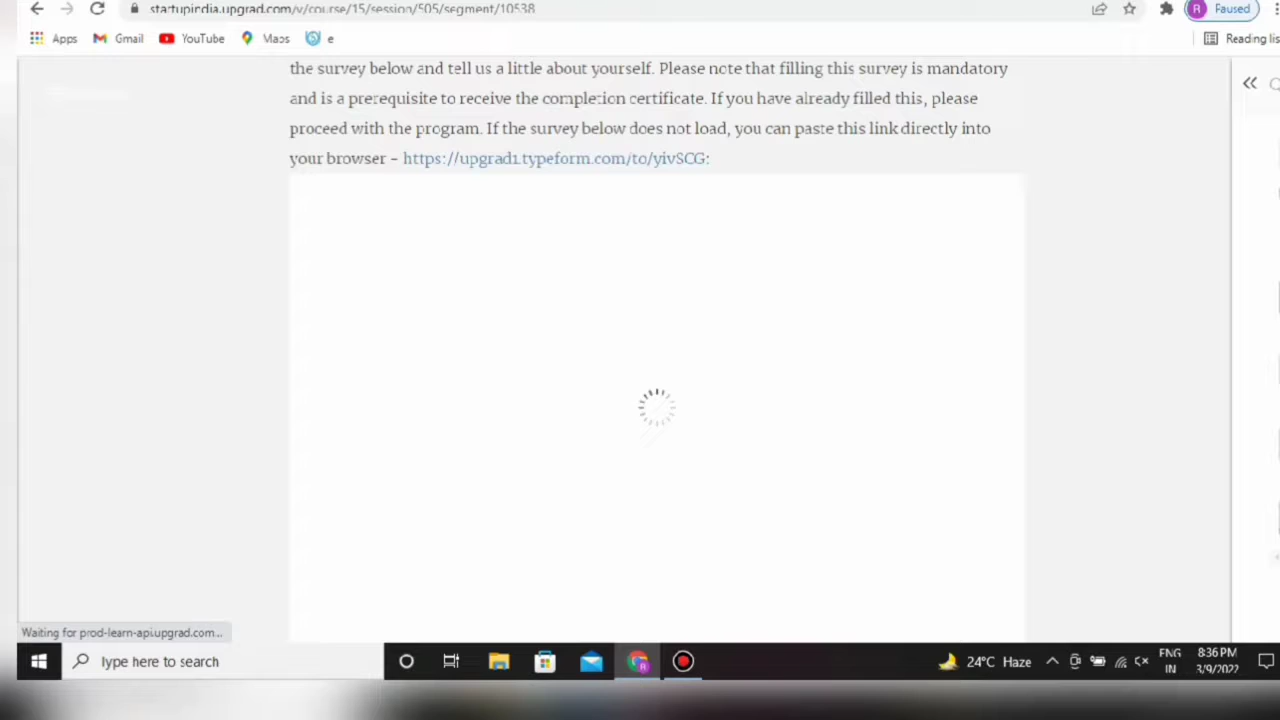 startupindia.upgrad.com/v/course/15/session/505/segment/10538
R Paused
Apps Gmail YouTube Maps e Reading list
the survey below and tell us a little about yourself. Please note that filling this survey is mandatory
and is a prerequisite to receive the completion certificate. If you have already filled this, please
proceed with the program. If the survey below does not load, you can paste this link directly into
your browser - https://upgrad1.typeform.com/to/yivSCG:
Waiting for prod-learn-api.upgrad.com...
Type here to search
24°C Haze
ENG
IN
8:36 PM
3/9/2022